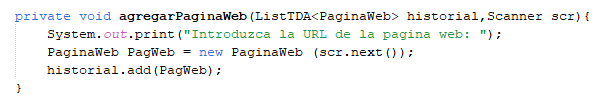 private void agregarPaginaWeb(ListTDA<PaginaWeb> historial,Scanner scr){
System.out.print("Introduzca la URL de la pagina web: ");
PaginaWeb PagWeb = new PaginaWeb (scr.next());
historial.add(PagWeb);
}